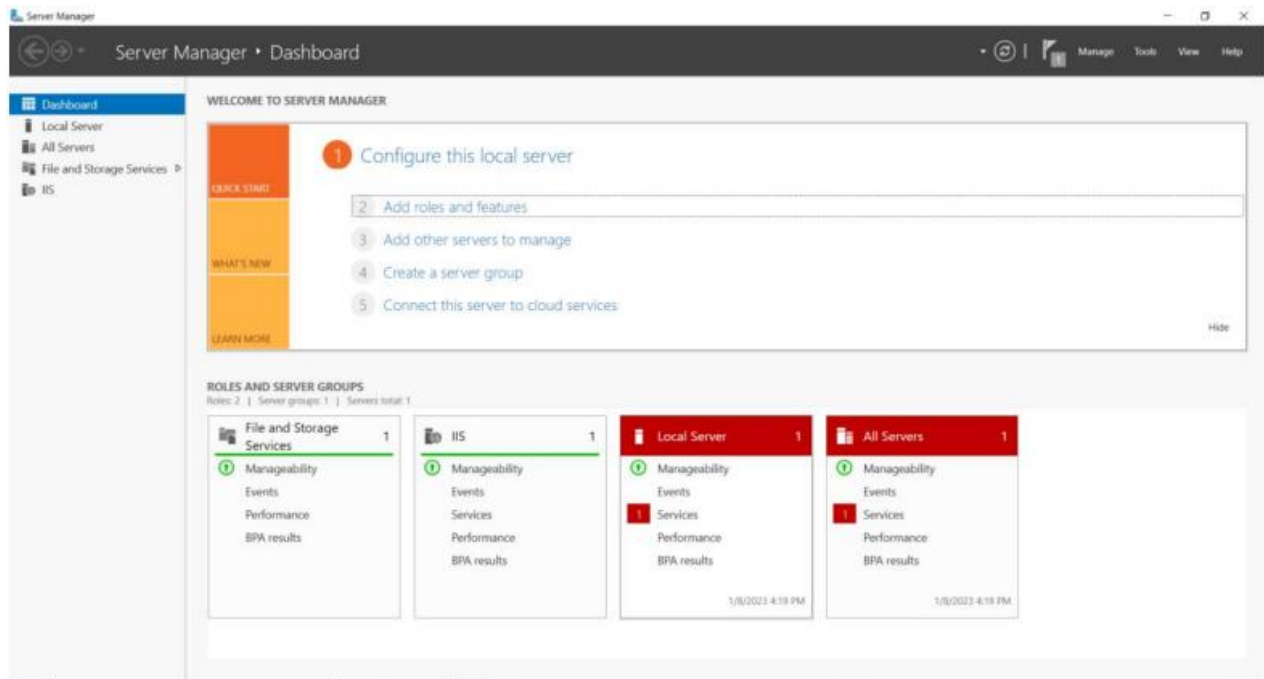 Server Manager
Server Manager • Dashboard
Manage Tools View Help
1
Dashboard
Local Server
All Servers
File and Storage Services
IIS
WELCOME TO SERVER MANAGER
QUICK START
WHAT'S NEW
LEARN MORE
1 Configure this local server
2 Add roles and features
3 Add other servers to manage
4 Create a server group
5 Connect this server to cloud services
Hide
ROLES AND SERVER GROUPS
Roles: 2 | Server groups: 1 | Servers total: 1
File and Storage Services 1
Manageability
Events
Performance
BPA results
IIS 1
Manageability
Events
Services
Performance
BPA results
Local Server 1
Manageability
Events
1 Services
Performance
BPA results
1/8/2023 4:19 PM
All Servers 1
Manageability
Events
1 Services
Performance
BPA results
1/8/2023 4:19 PM